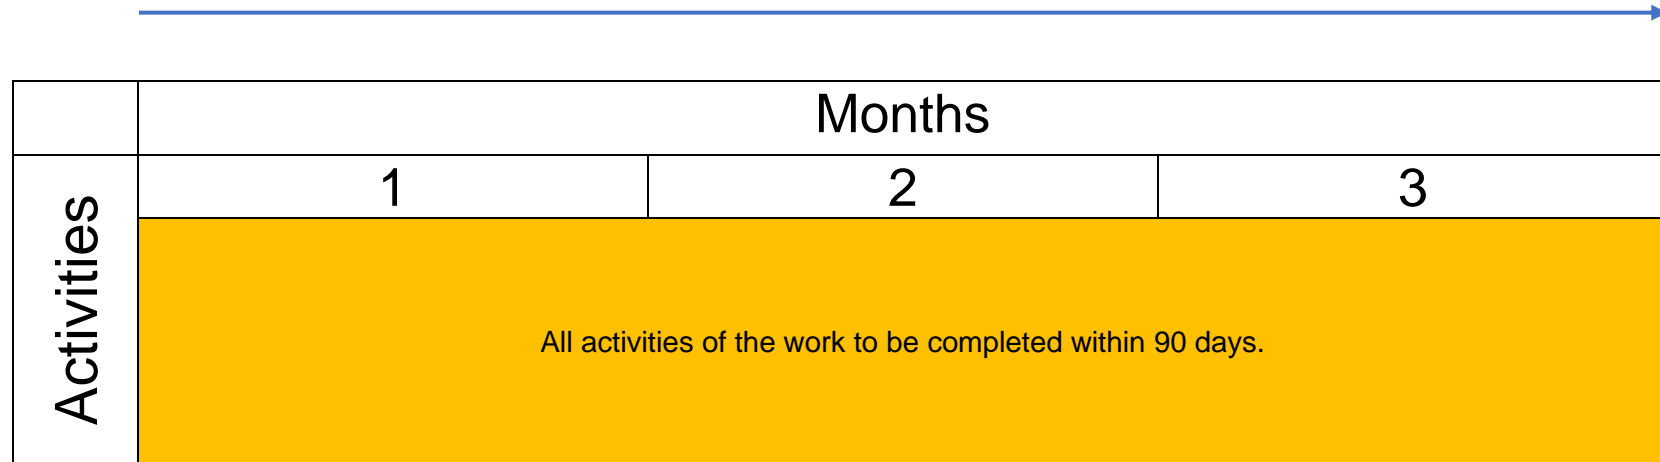 Months
1 2 3
Activities
All activities of the work to be completed within 90 days.